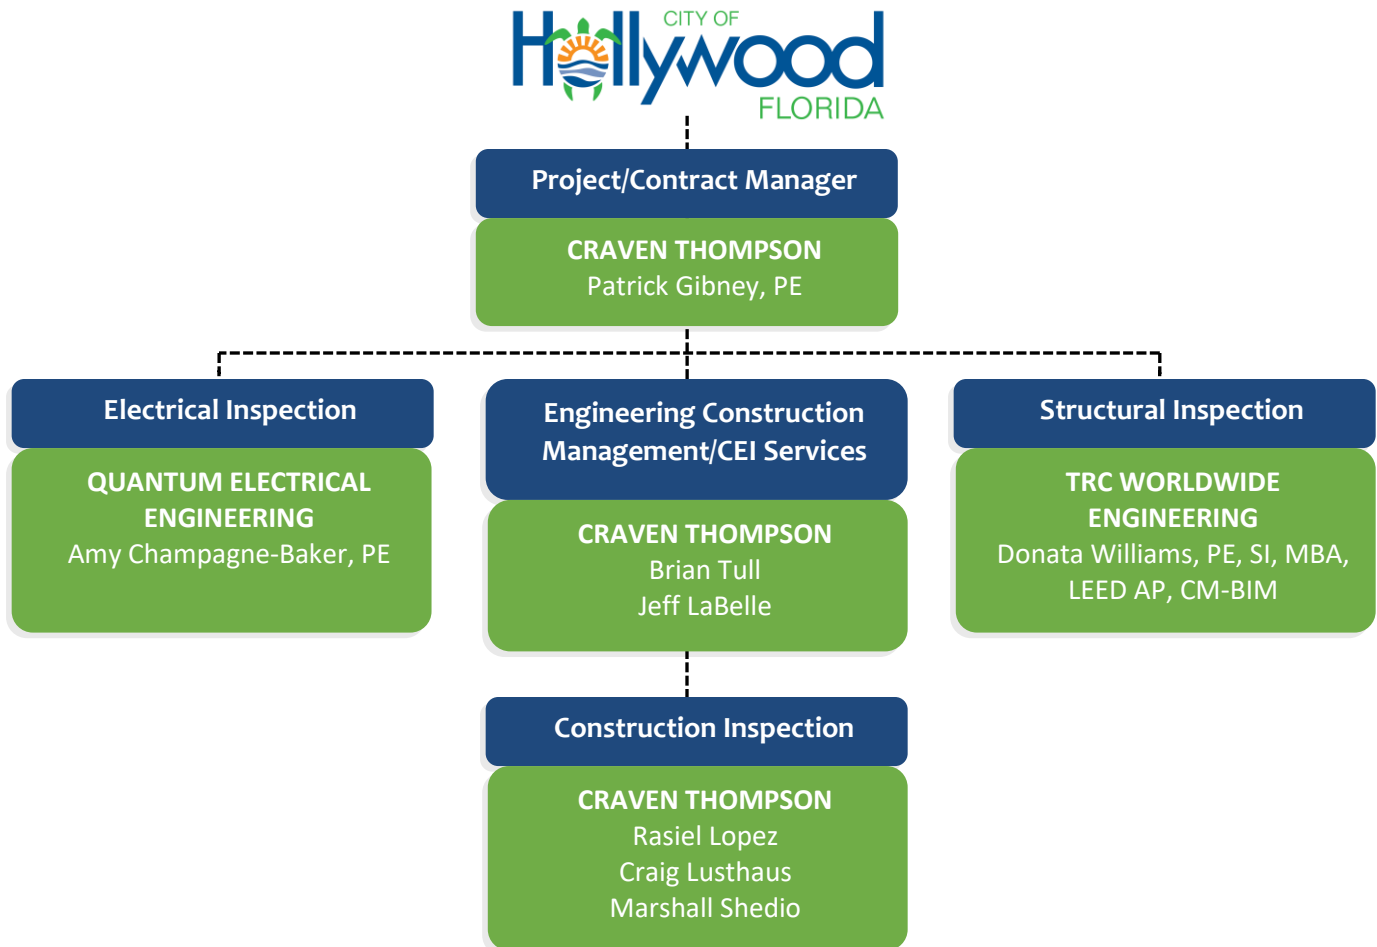 CITY OF
Hollywood
FLORIDA
Project/Contract Manager
CRAVEN THOMPSON
Patrick Gibney, PE
Electrical Inspection
QUANTUM ELECTRICAL
ENGINEERING
Amy Champagne-Baker, PE
Engineering Construction
Management/CEI Services
CRAVEN THOMPSON
Brian Tull
Jeff LaBelle
Structural Inspection
TRC WORLDWIDE
ENGINEERING
Donata Williams, PE, SI, MBA,
LEED AP, CM-BIM
Construction Inspection
CRAVEN THOMPSON
Rasiel Lopez
Craig Lusthaus
Marshall Shedio